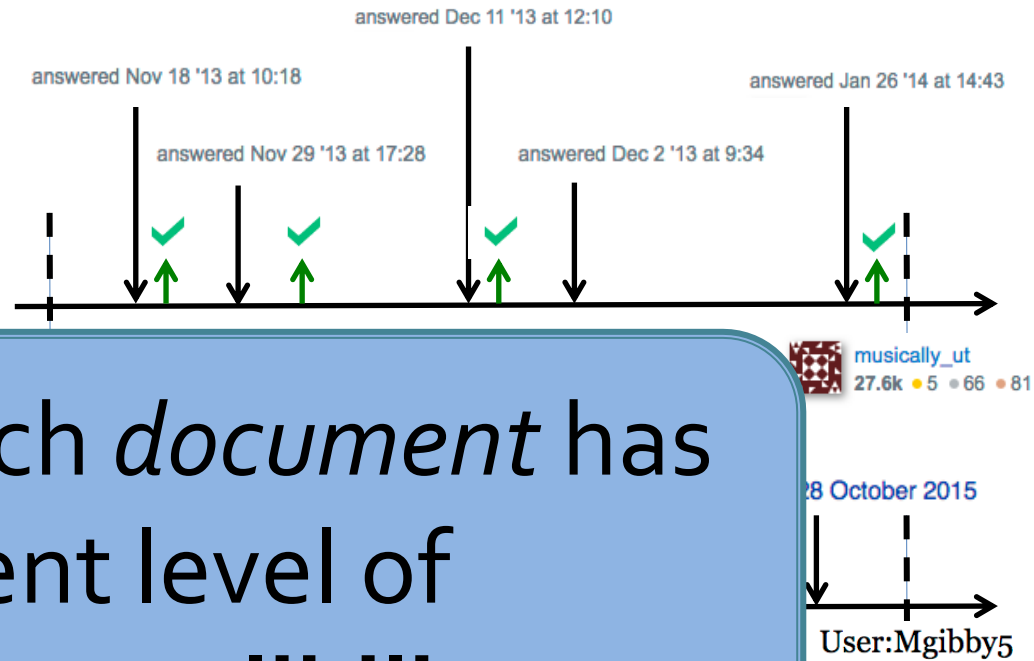 answered Dec 11 '13 at 12:10
answered Nov 18 '13 at 10:18
answered Jan 26 '14 at 14:43
answered Nov 29 '13 at 17:28
answered Dec 2 '13 at 9:34
musically_ut
27.6k 5 66 81
document has
level of
28 October 2015
User:Mgibby5